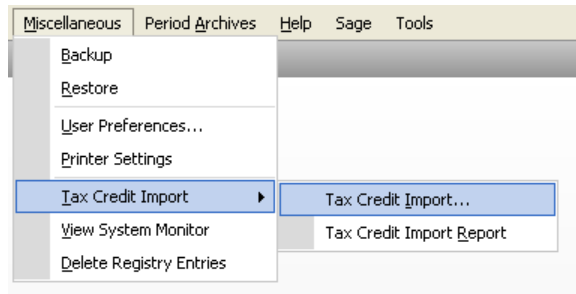 Miscellaneous Period Archives Help Sage Tools
Backup
Restore
User Preferences...
Printer Settings
Tax Credit Import Tax Credit Import...
View System Monitor Tax Credit Import Report
Delete Registry Entries